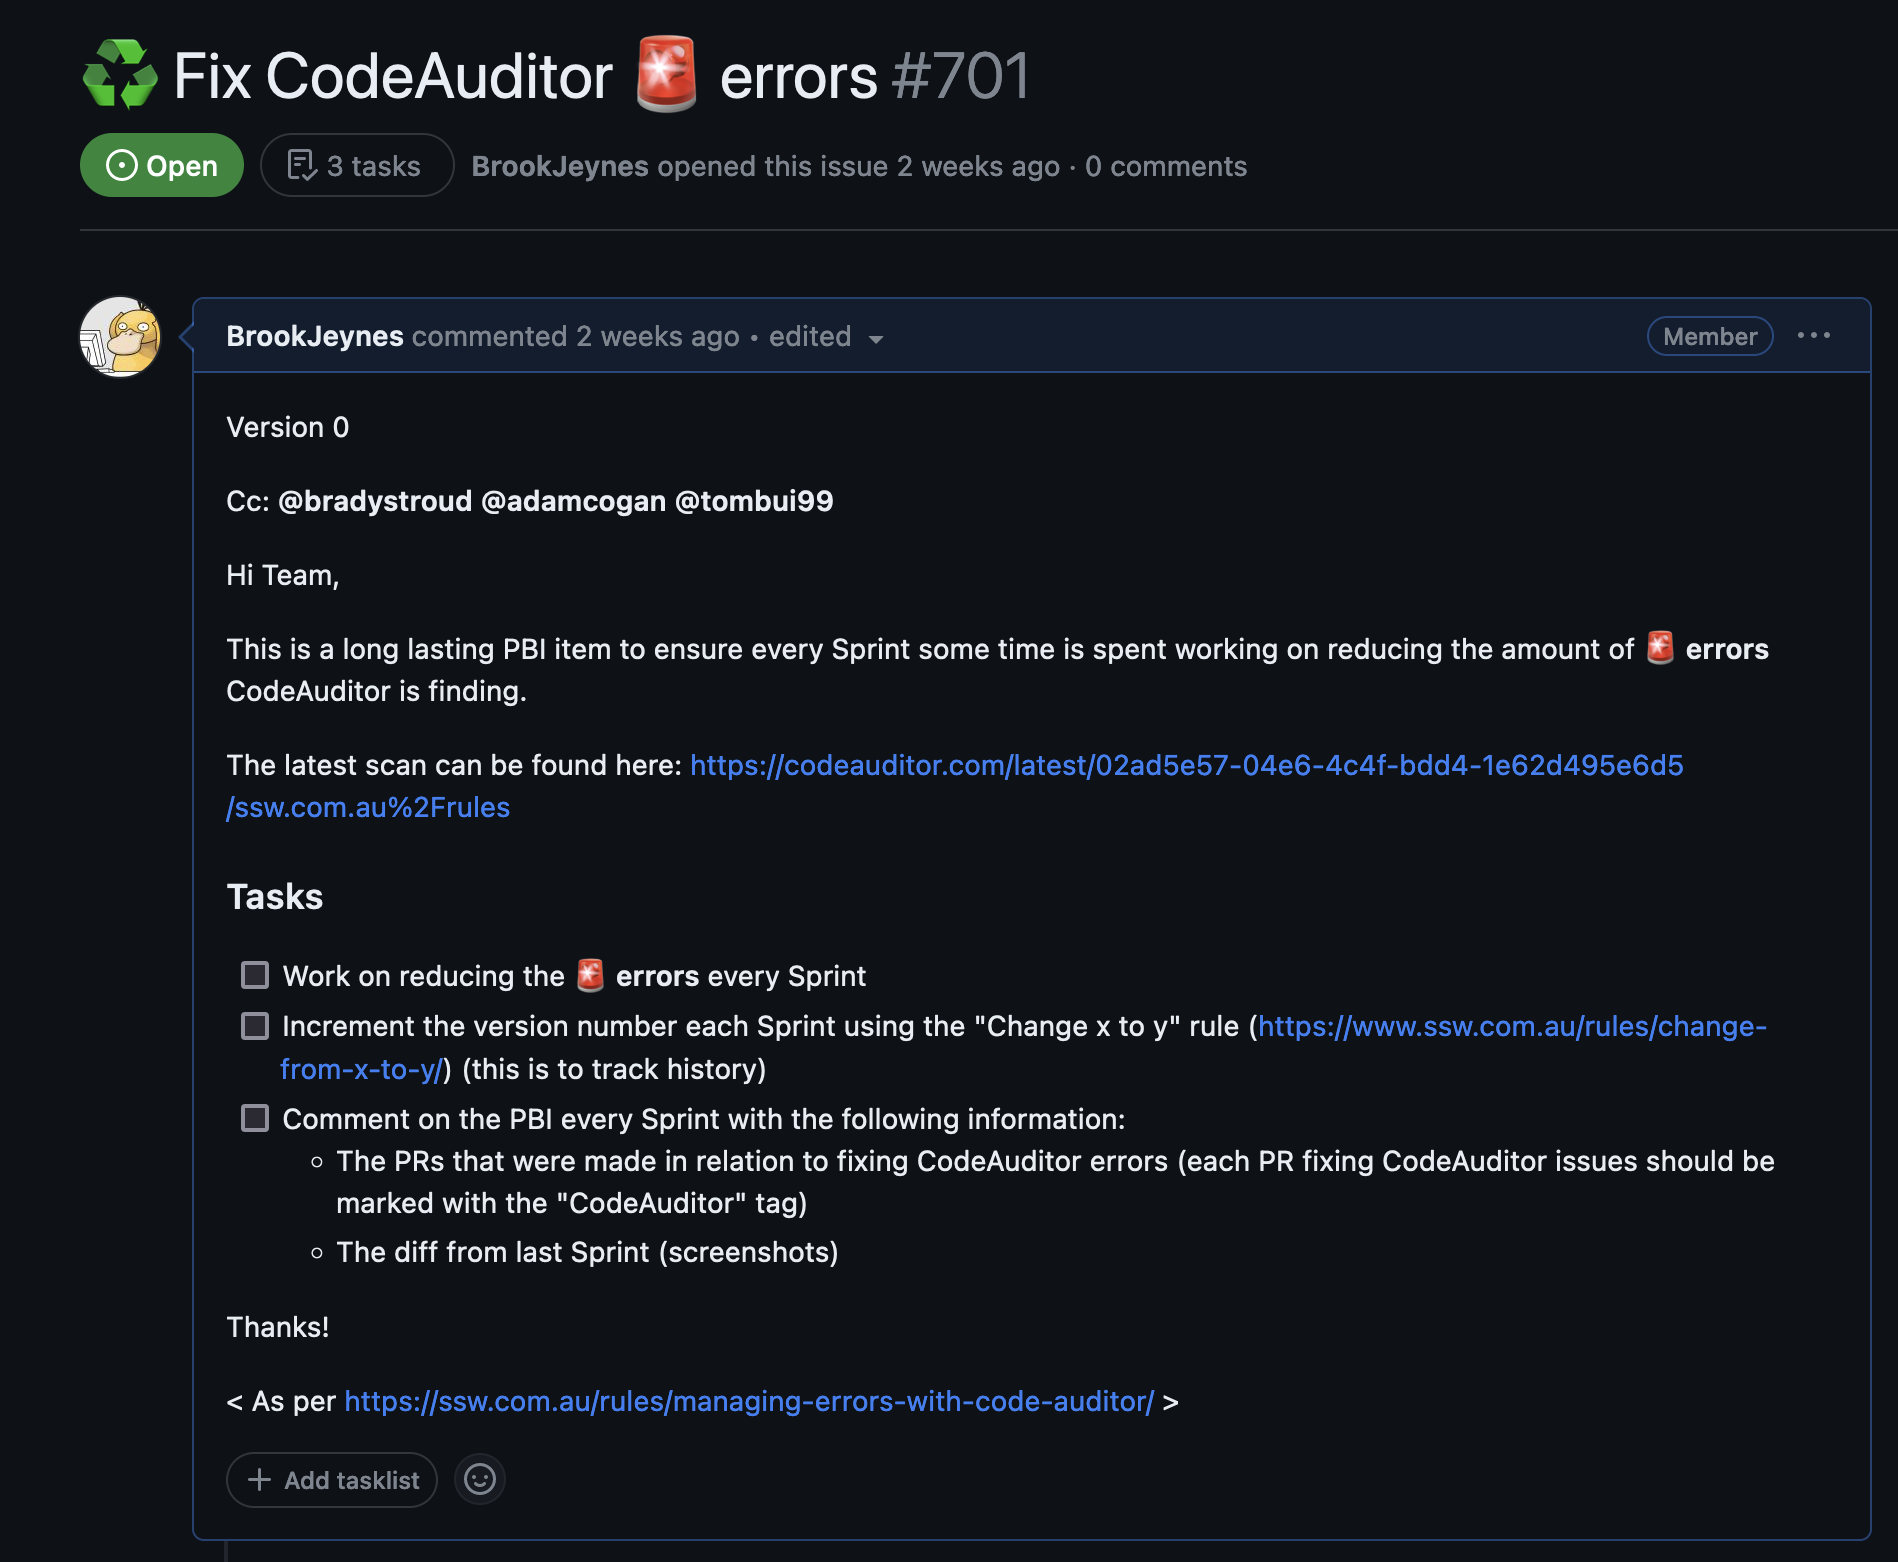 ♻️ Fix CodeAuditor 🚨 errors #701
Open 3 tasks BrookJeynes opened this issue 2 weeks ago · 0 comments
BrookJeynes commented 2 weeks ago • edited Member ···
Version 0
Cc: @bradystroud @adamcogan @tombui99
Hi Team,
This is a long lasting PBI item to ensure every Sprint some time is spent working on reducing the amount of 🚨 errors
CodeAuditor is finding.
The latest scan can be found here: https://codeauditor.com/latest/02ad5e57-04e6-4c4f-bdd4-1e62d495e6d5
/ssw.com.au%2Frules
Tasks
Work on reducing the 🚨 errors every Sprint
Increment the version number each Sprint using the "Change x to y" rule (https://www.ssw.com.au/rules/change-
from-x-to-y/) (this is to track history)
Comment on the PBI every Sprint with the following information:
The PRs that were made in relation to fixing CodeAuditor errors (each PR fixing CodeAuditor issues should be
marked with the "CodeAuditor" tag)
The diff from last Sprint (screenshots)
Thanks!
< As per https://ssw.com.au/rules/managing-errors-with-code-auditor/ >
Add tasklist